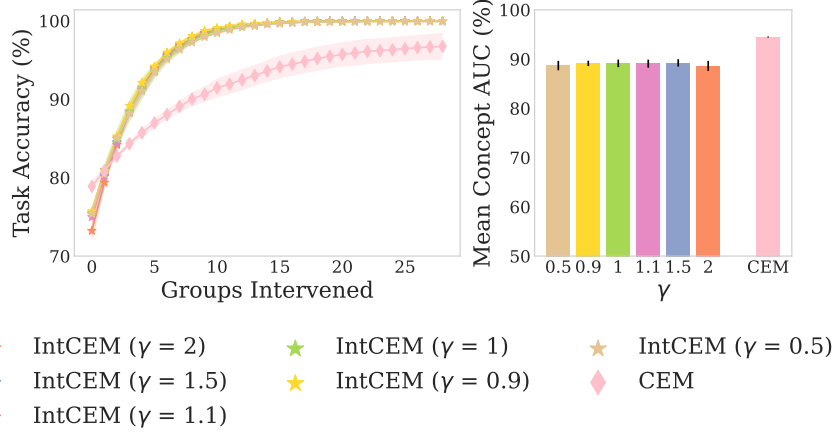 Task Accuracy (%)
100
90
80
70
0 5 10 15 20 25
Groups Intervened
Mean Concept AUC (%)
100
90
80
70
60
50
0.5 0.9 1 1.1 1.5 2 CEM
γ
IntCEM (γ = 2)
IntCEM (γ = 1.5)
IntCEM (γ = 1.1)
IntCEM (γ = 1)
IntCEM (γ = 0.9)
IntCEM (γ = 0.5)
CEM